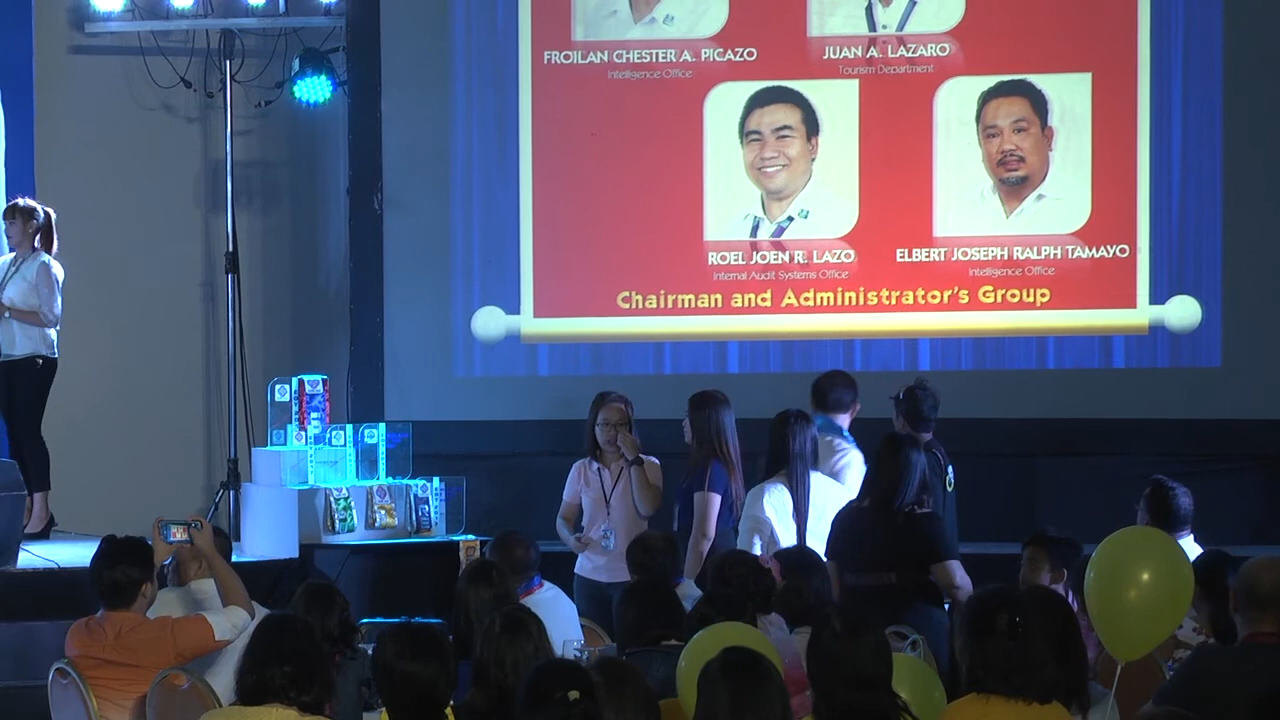 FROILAN CHESTER A. PICAZO
Intelligence Office
JUAN A. LAZARO
Tourism Department
ROEL JOEN R. LAZO
Internal Audit Systems Office
ELBERT JOSEPH RALPH TAMAYO
Intelligence Office
Chairman and Administrator's Group